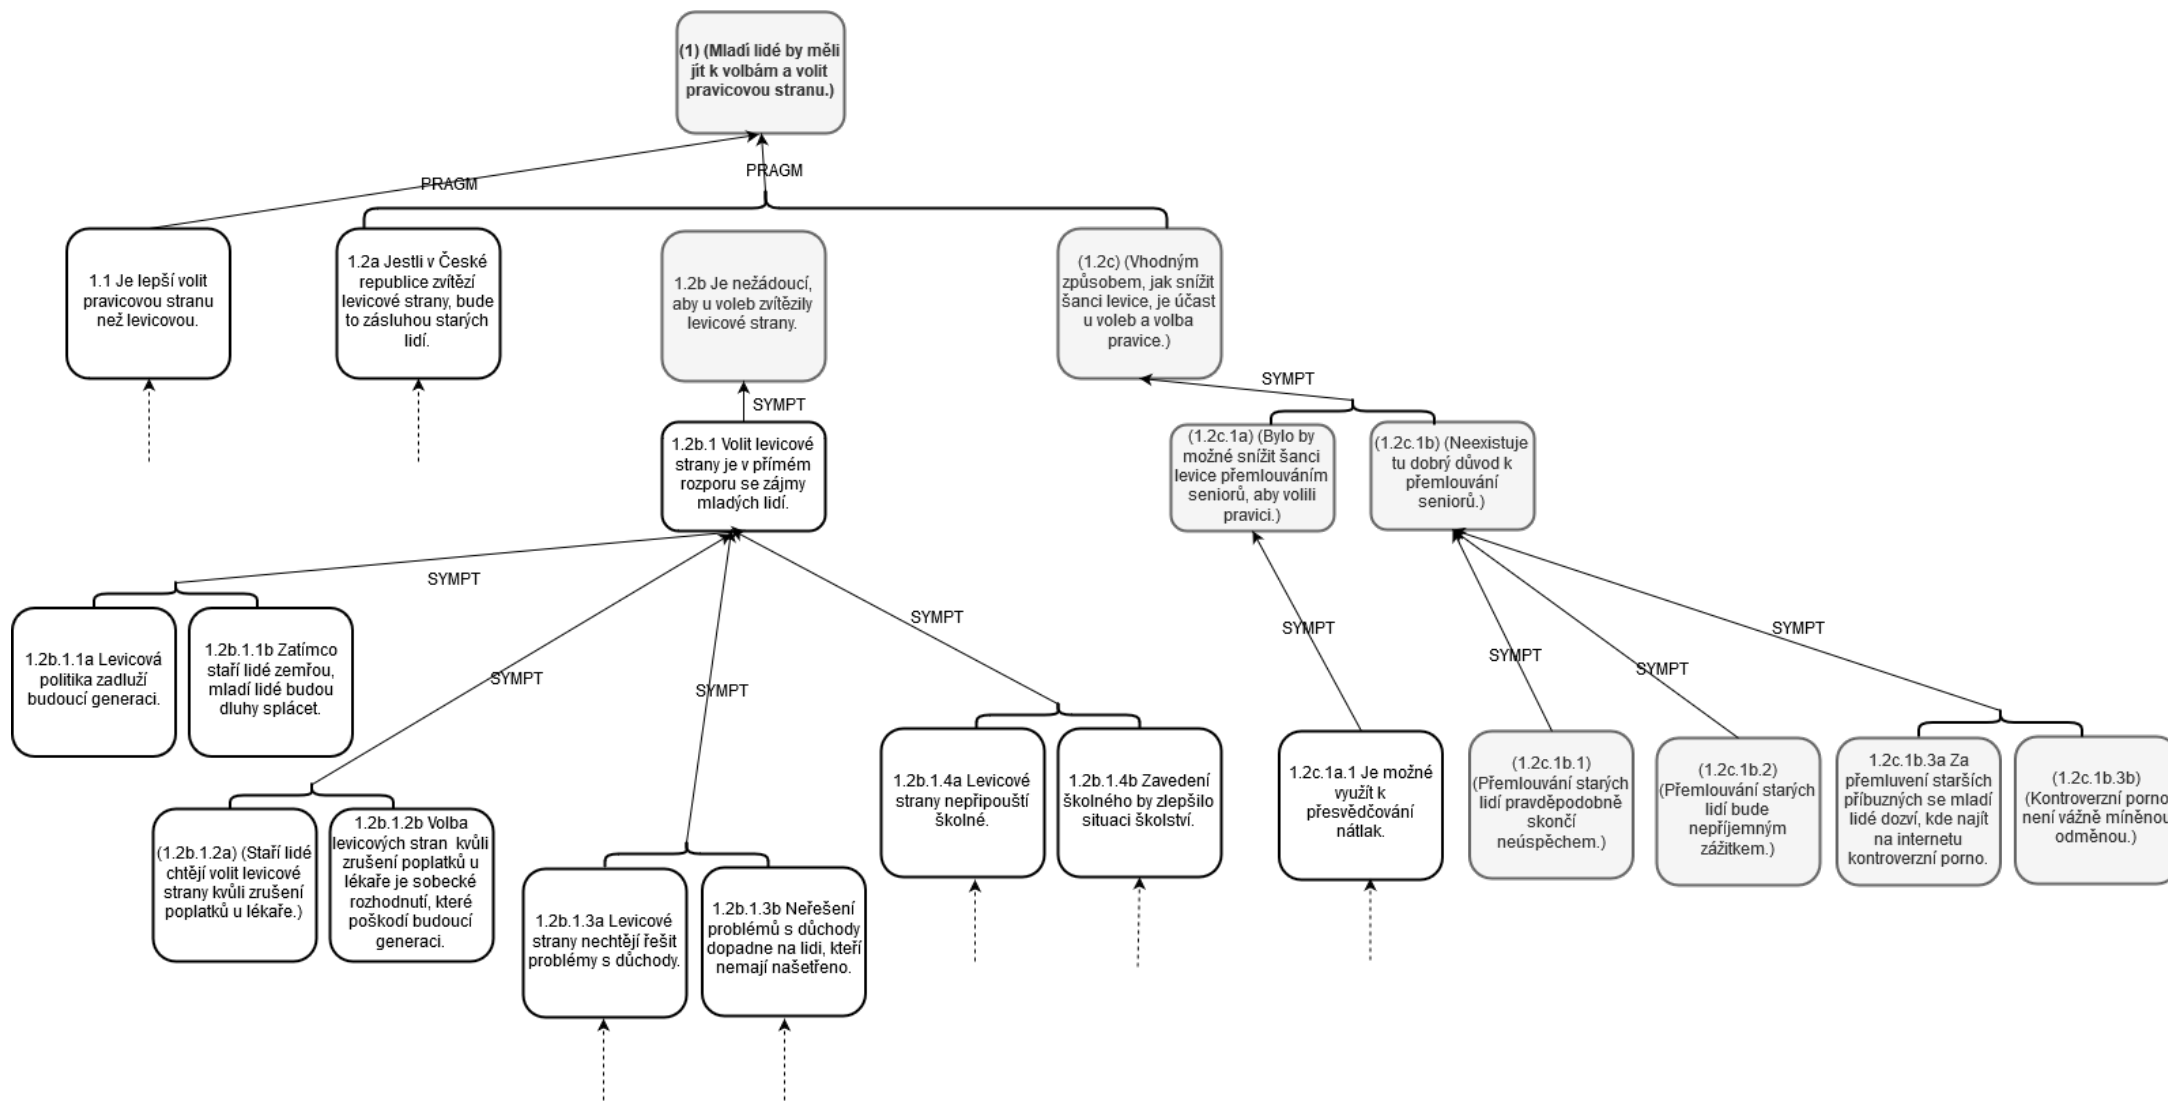 (1) (Mladí lidé by měli
jít k volbám a volit
pravicovou stranu.)
PRAGM
PRAGM
1.1 Je lepší volit
pravicovou stranu
než levicovou.
1.2a Jestli v České
republice zvítězí
levicové strany, bude
to zásluhou starých
lidí.
1.2b Je nežádoucí,
aby u voleb zvítězily
levicové strany.
(1.2c) (Vhodným
způsobem, jak snížit
šanci levice, je účast
u voleb a volba
pravice.)
SYMPT
SYMPT
1.2b.1 Volit levicové
strany je v přímém
rozporu se zájmy
mladých lidí.
(1.2c.1a) (Bylo by
možné snížit šanci
levice přemlouváním
seniorů, aby volili
pravici.)
(1.2c.1b) (Neexistuje
tu dobrý důvod k
přemlouvání
seniorů.)
SYMPT
SYMPT
SYMPT
SYMPT
SYMPT
SYMPT
SYMPT
SYMPT
1.2b.1.1a Levicová
politika zadluží
budoucí generaci.
1.2b.1.1b Zatímco
staří lidé zemřou,
mladí lidé budou
dluhy splácet.
(1.2b.1.2a) (Staří lidé
chtějí volit levicové
strany kvůli zrušení
poplatků u lékaře.)
1.2b.1.2b Volba
levicových stran kvůli
zrušení poplatků u
lékaře je sobecké
rozhodnutí, které
poškodí budoucí
generaci.
1.2b.1.3a Levicové
strany nechtějí řešit
problémy s důchody.
1.2b.1.3b Neřešení
problémů s důchody
dopadne na lidi, kteří
nemají našetřeno.
1.2b.1.4a Levicové
strany nepřipouští
školné.
1.2b.1.4b Zavedení
školného by zlepšilo
situaci školství.
1.2c.1a.1 Je možné
využít k
přesvědčování
nátlak.
(1.2c.1b.1)
(Přemlouvání starých
lidí pravděpodobně
skončí
neúspěchem.)
(1.2c.1b.2)
(Přemlouvání starých
lidí bude
nepříjemným
zážitkem.)
1.2c.1b.3a Za
přemluvení starších
příbuzných se mladí
lidé dozví, kde najít
na internetu
kontroverzní porno.
(1.2c.1b.3b)
(Kontroverzní porno
není vážně míněnou
odměnou.)